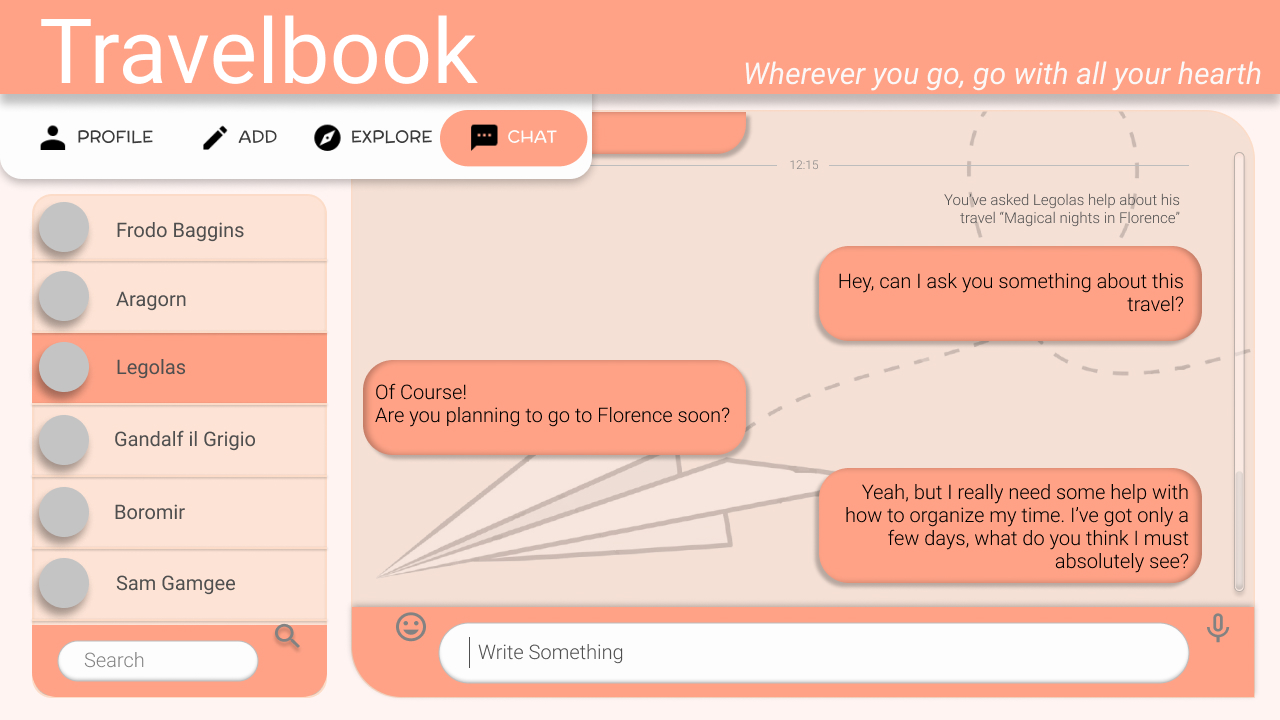 Travelbook
Wherever you go, go with all your hearth
PROFILE
ADD
EXPLORE
CHAT
Frodo Baggins
Aragorn
Legolas
Gandalf il Grigio
Boromir
Sam Gamgee
Search
12:15
You've asked Legolas help about his
travel “Magical nights in Florence“
Hey, can I ask you something about this
travel?
Of Course!
Are you planning to go to Florence soon?
Yeah, but I really need some help with
how to organize my time. I’ve got only a
few days, what do you think I must
absolutely see?
Write Something